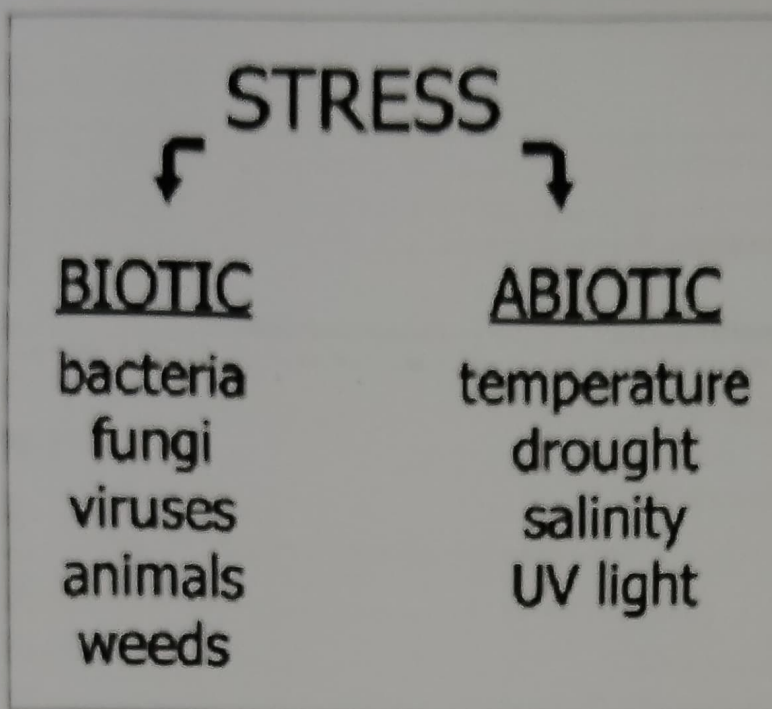 STRESS
BIOTIC
bacteria
fungi
viruses
animals
weeds
ABIOTIC
temperature
drought
salinity
UV light